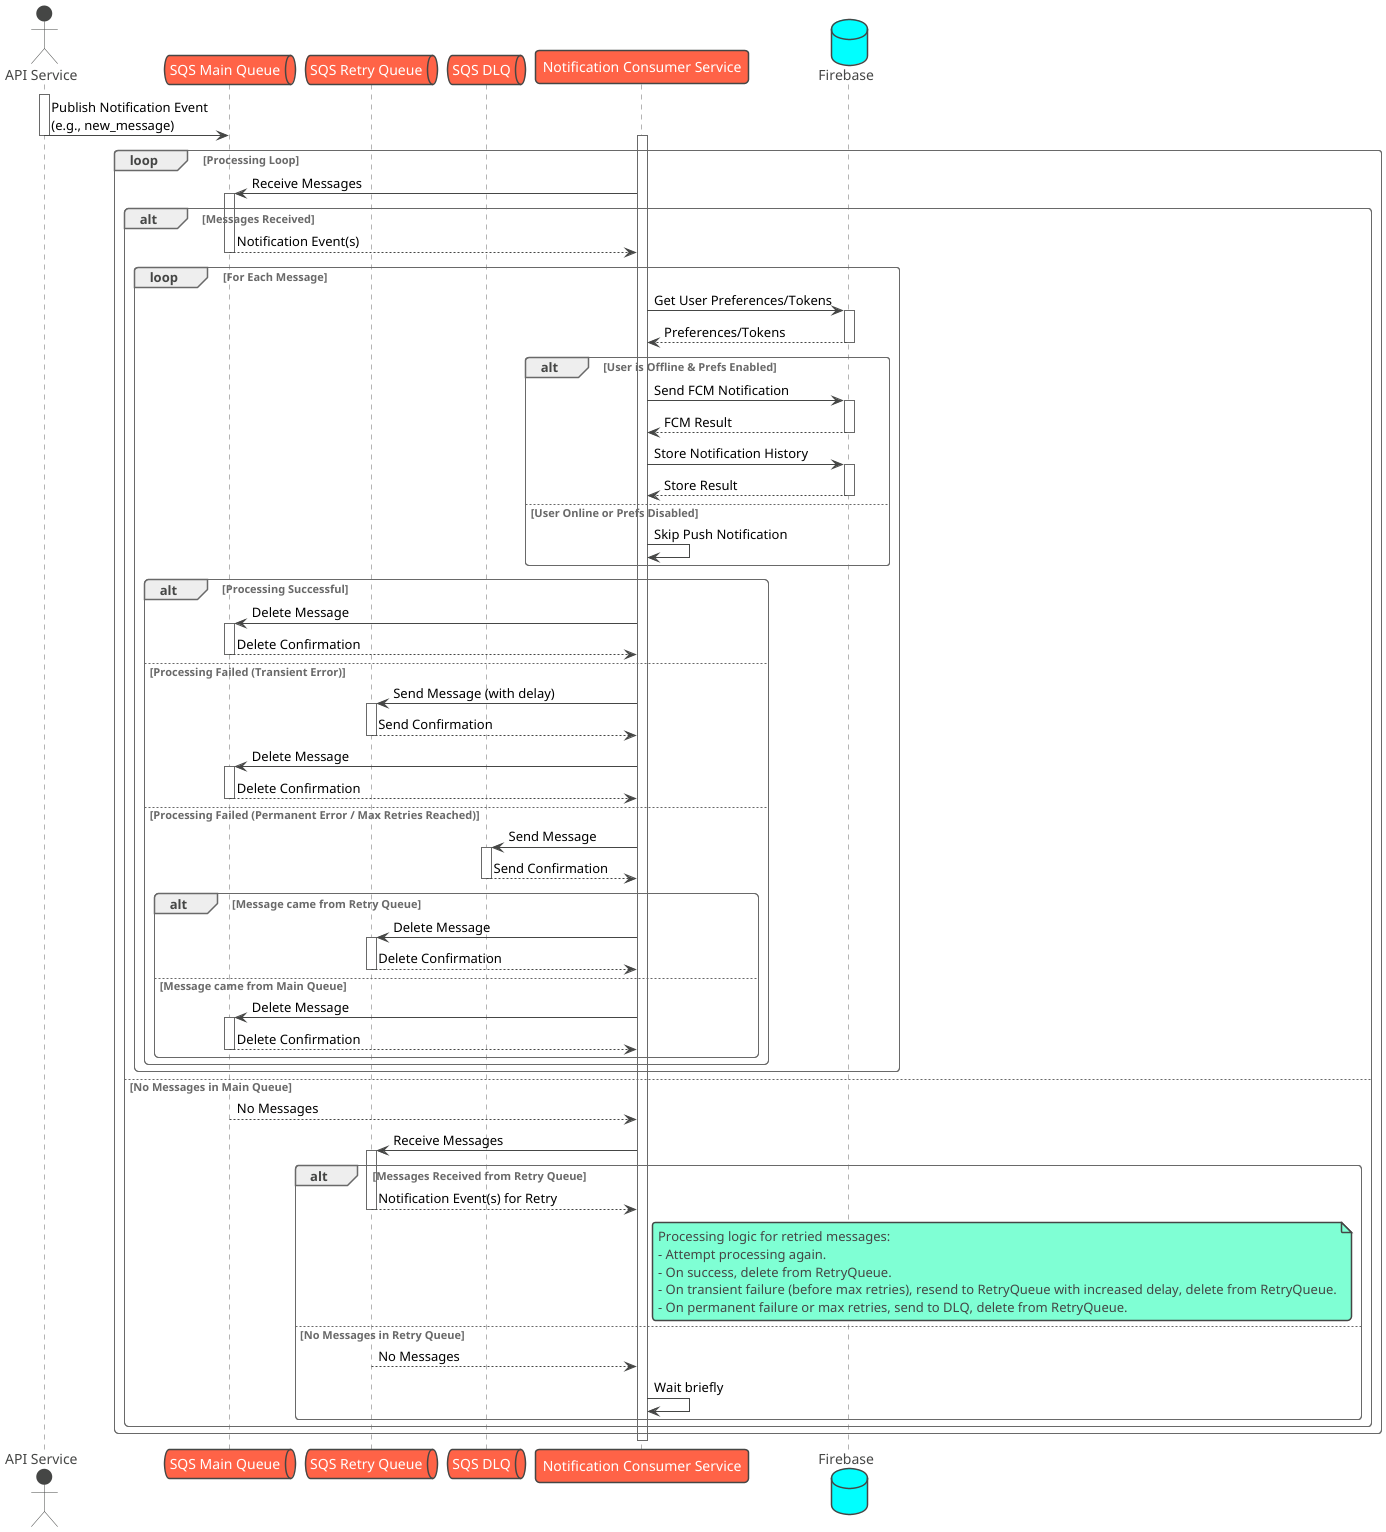 API Service
SQS Main Queue
SQS Retry Queue
SQS DLQ
Notification Consumer Service
Firebase
Publish Notification Event
(e.g., new_message)
loop
[Processing Loop]
Receive Messages
alt
[Messages Received]
Notification Event(s)
loop
[For Each Message]
Get User Preferences/Tokens
Preferences/Tokens
alt
[User is Offline & Prefs Enabled]
Send FCM Notification
FCM Result
Store Notification History
Store Result
[User Online or Prefs Disabled]
Skip Push Notification
alt
[Processing Successful]
Delete Message
Delete Confirmation
[Processing Failed (Transient Error)]
Send Message (with delay)
Send Confirmation
Delete Message
Delete Confirmation
[Processing Failed (Permanent Error / Max Retries Reached)]
Send Message
Send Confirmation
alt
[Message came from Retry Queue]
Delete Message
Delete Confirmation
[Message came from Main Queue]
Delete Message
Delete Confirmation
[No Messages in Main Queue]
No Messages
Receive Messages
alt
[Messages Received from Retry Queue]
Notification Event(s) for Retry
Processing logic for retried messages:
- Attempt processing again.
- On success, delete from RetryQueue.
- On transient failure (before max retries), resend to RetryQueue with increased delay, delete from RetryQueue.
- On permanent failure or max retries, send to DLQ, delete from RetryQueue.
[No Messages in Retry Queue]
No Messages
Wait briefly
API Service
SQS Main Queue
SQS Retry Queue
SQS DLQ
Notification Consumer Service
Firebase